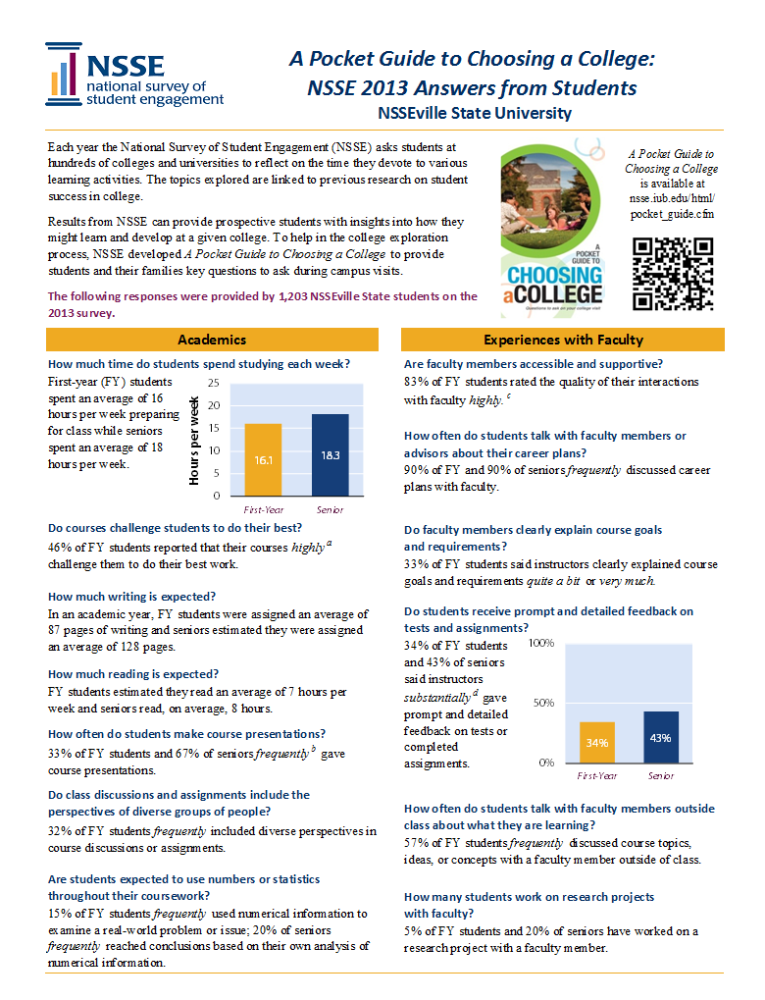 NSSE
national survey of
student engagement
A Pocket Guide to Choosing a College:
NSSE 2013 Answers from Students
NSSEville State University
Each year the National Survey of Student Engagement (NSSE) asks students at
hundreds of colleges and universities to reflect on the time they devote to various
learning activities. The topics explored are linked to previous research on student
success in college.
Results from NSSE can provide prospective students with insights into how they
might learn and develop at a given college. To help in the college exploration
process, NSSE developed A Pocket Guide to Choosing a College to provide
students and their families key questions to ask during campus visits.
The following responses were provided by 1,203 NSSEville State students on the
2013 survey.
A
POCKET
GUIDE TO
CHOOSING
aCOLLEGE
Questions to ask on your college visit
A Pocket Guide to
Choosing a College
is available at
nsse.iub.edu/html/
pocket_guide.cfm
Academics
How much time do students spend studying each week?
First-year (FY) students
spent an average of 16
hours per week preparing
for class while seniors
spent an average of 18
hours per week.
Hours per week
25
20
15
10
5
0
16.1
18.3
First-Year
Senior
Do courses challenge students to do their best?
46% of FY students reported that their courses highly a
challenge them to do their best work.
How much writing is expected?
In an academic year, FY students were assigned an average of
87 pages of writing and seniors estimated they were assigned
an average of 128 pages.
How much reading is expected?
FY students estimated they read an average of 7 hours per
week and seniors read, on average, 8 hours.
How often do students make course presentations?
33% of FY students and 67% of seniors frequently b gave
course presentations.
Do class discussions and assignments include the
perspectives of diverse groups of people?
32% of FY students frequently included diverse perspectives in
course discussions or assignments.
Are students expected to use numbers or statistics
throughout their coursework?
15% of FY students frequently used numerical information to
examine a real-world problem or issue; 20% of seniors
frequently reached conclusions based on their own analysis of
numerical information.
Experiences with Faculty
Are faculty members accessible and supportive?
83% of FY students rated the quality of their interactions
with faculty highly. c
How often do students talk with faculty members or
advisors about their career plans?
90% of FY and 90% of seniors frequently discussed career
plans with faculty.
Do faculty members clearly explain course goals
and requirements?
33% of FY students said instructors clearly explained course
goals and requirements quite a bit or very much.
Do students receive prompt and detailed feedback on
tests and assignments?
34% of FY students
and 43% of seniors
said instructors
substantially d gave
prompt and detailed
feedback on tests or
completed
assignments.
100%
50%
0%
34%
43%
First-Year
Senior
How often do students talk with faculty members outside
class about what they are learning?
57% of FY students frequently discussed course topics,
ideas, or concepts with a faculty member outside of class.
How many students work on research projects
with faculty?
5% of FY students and 20% of seniors have worked on a
research project with a faculty member.